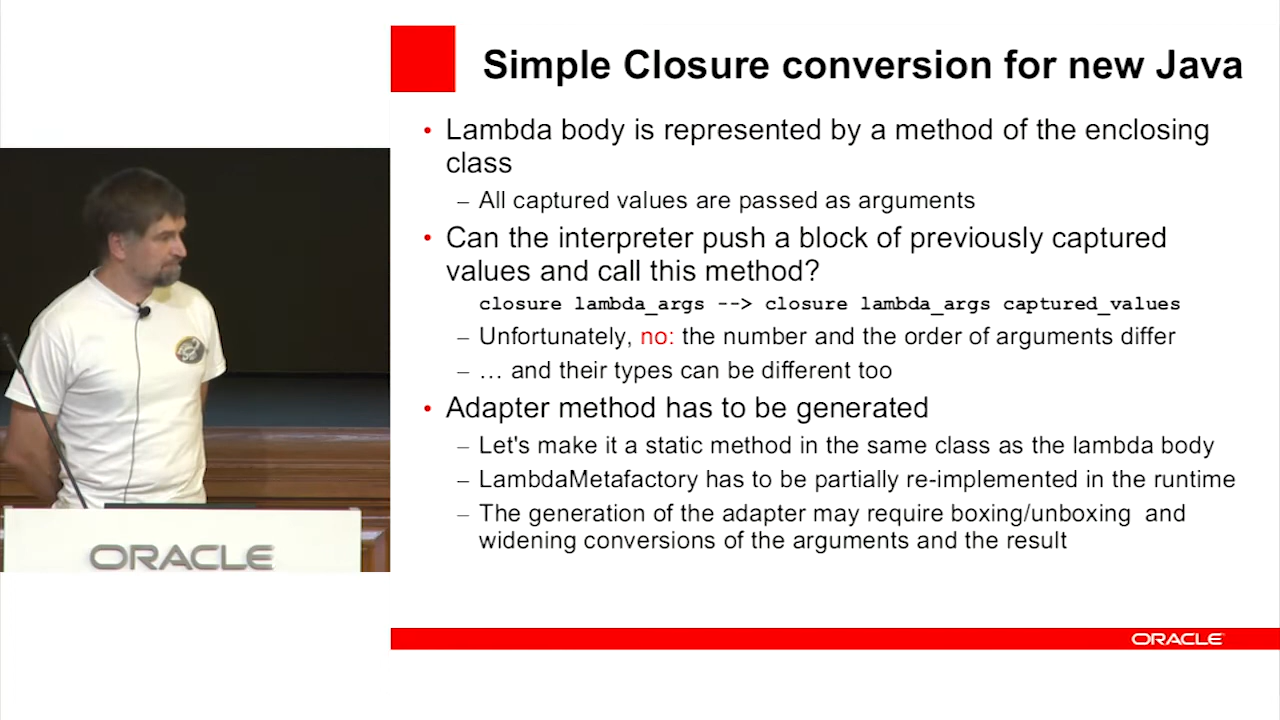 Simple Closure conversion for new Java
• Lambda body is represented by a method of the enclosing
class
– All captured values are passed as arguments
• Can the interpreter push a block of previously captured
values and call this method?
closure lambda_args --> closure lambda_args captured_values
– Unfortunately, no: the number and the order of arguments differ
– … and their types can be different too
• Adapter method has to be generated
– Let's make it a static method in the same class as the lambda body
– LambdaMetafactory has to be partially re-implemented in the runtime
– The generation of the adapter may require boxing/unboxing and
widening conversions of the arguments and the result
ORACLE
ORACLE